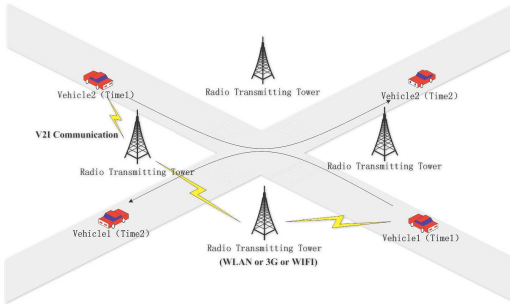 Radio Transmitting Tower
Vehicle2 (Time1)
Vehicle2 (Time2)
V2I Communication
Radio Transmitting Tower
Radio Transmitting Tower
Vehicle1 (Time2)
Vehicle1 (Time1)
Radio Transmitting Tower
(WLAN or 3G or WIFI)